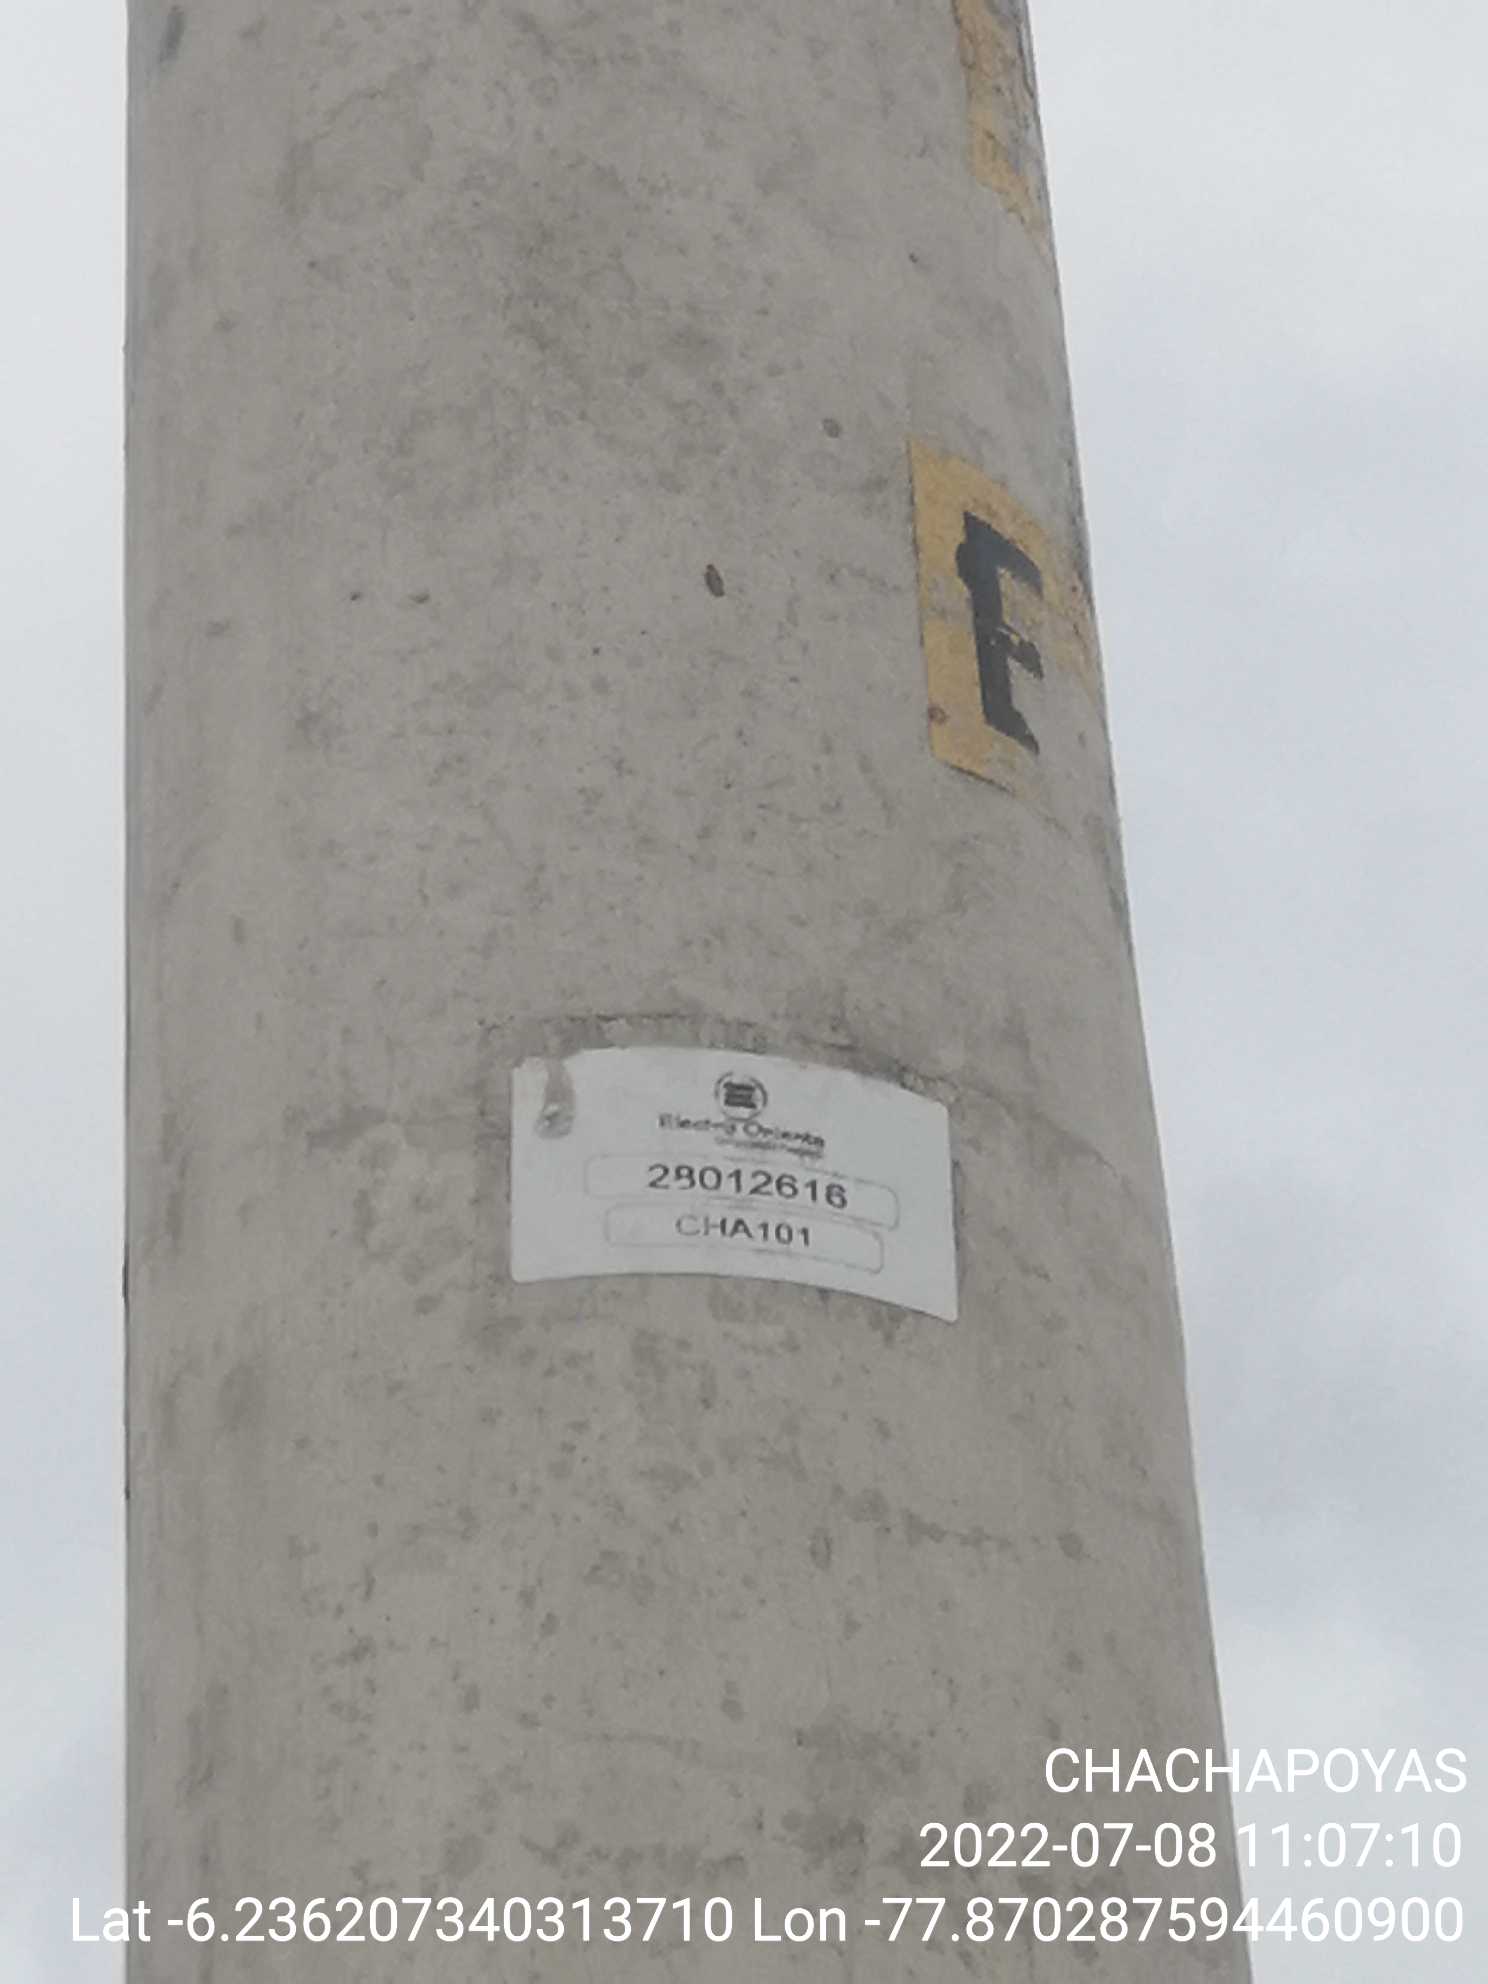 E
Electro Oriente
28012616
CHA101
CHACHAPOYAS
2022-07-08 11:07:10
Lat -6.236207340313710 Lon -77.870287594460900